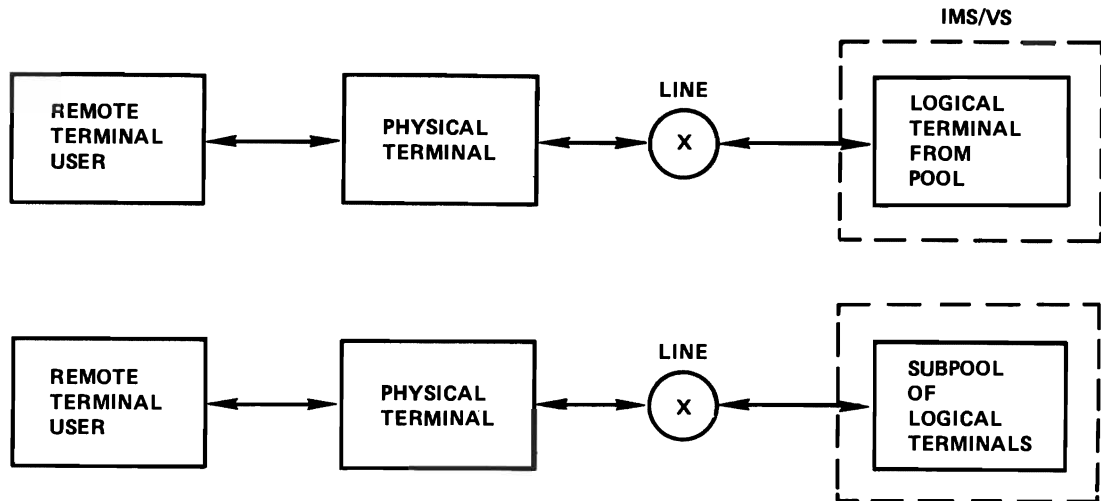 IMS/VS
REMOTE
TERMINAL
USER
PHYSICAL
TERMINAL
LINE
X
LOGICAL
TERMINAL
FROM
POOL
REMOTE
TERMINAL
USER
PHYSICAL
TERMINAL
LINE
X
SUBPOOL
OF
LOGICAL
TERMINALS